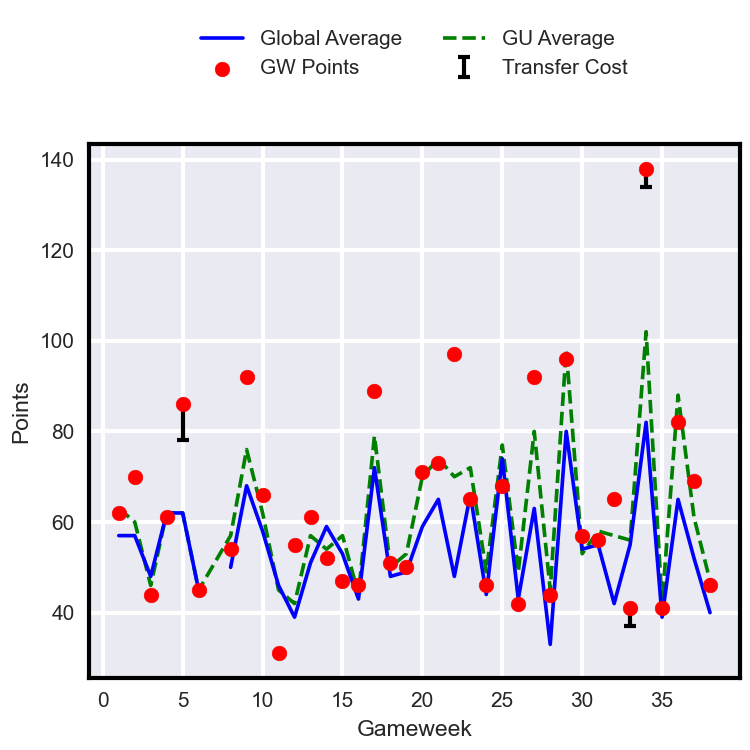 Global Average
GU Average
GW Points
Transfer Cost
140
120
100
80
60
40
Points
0 5 10 15 20 25 30 35
Gameweek